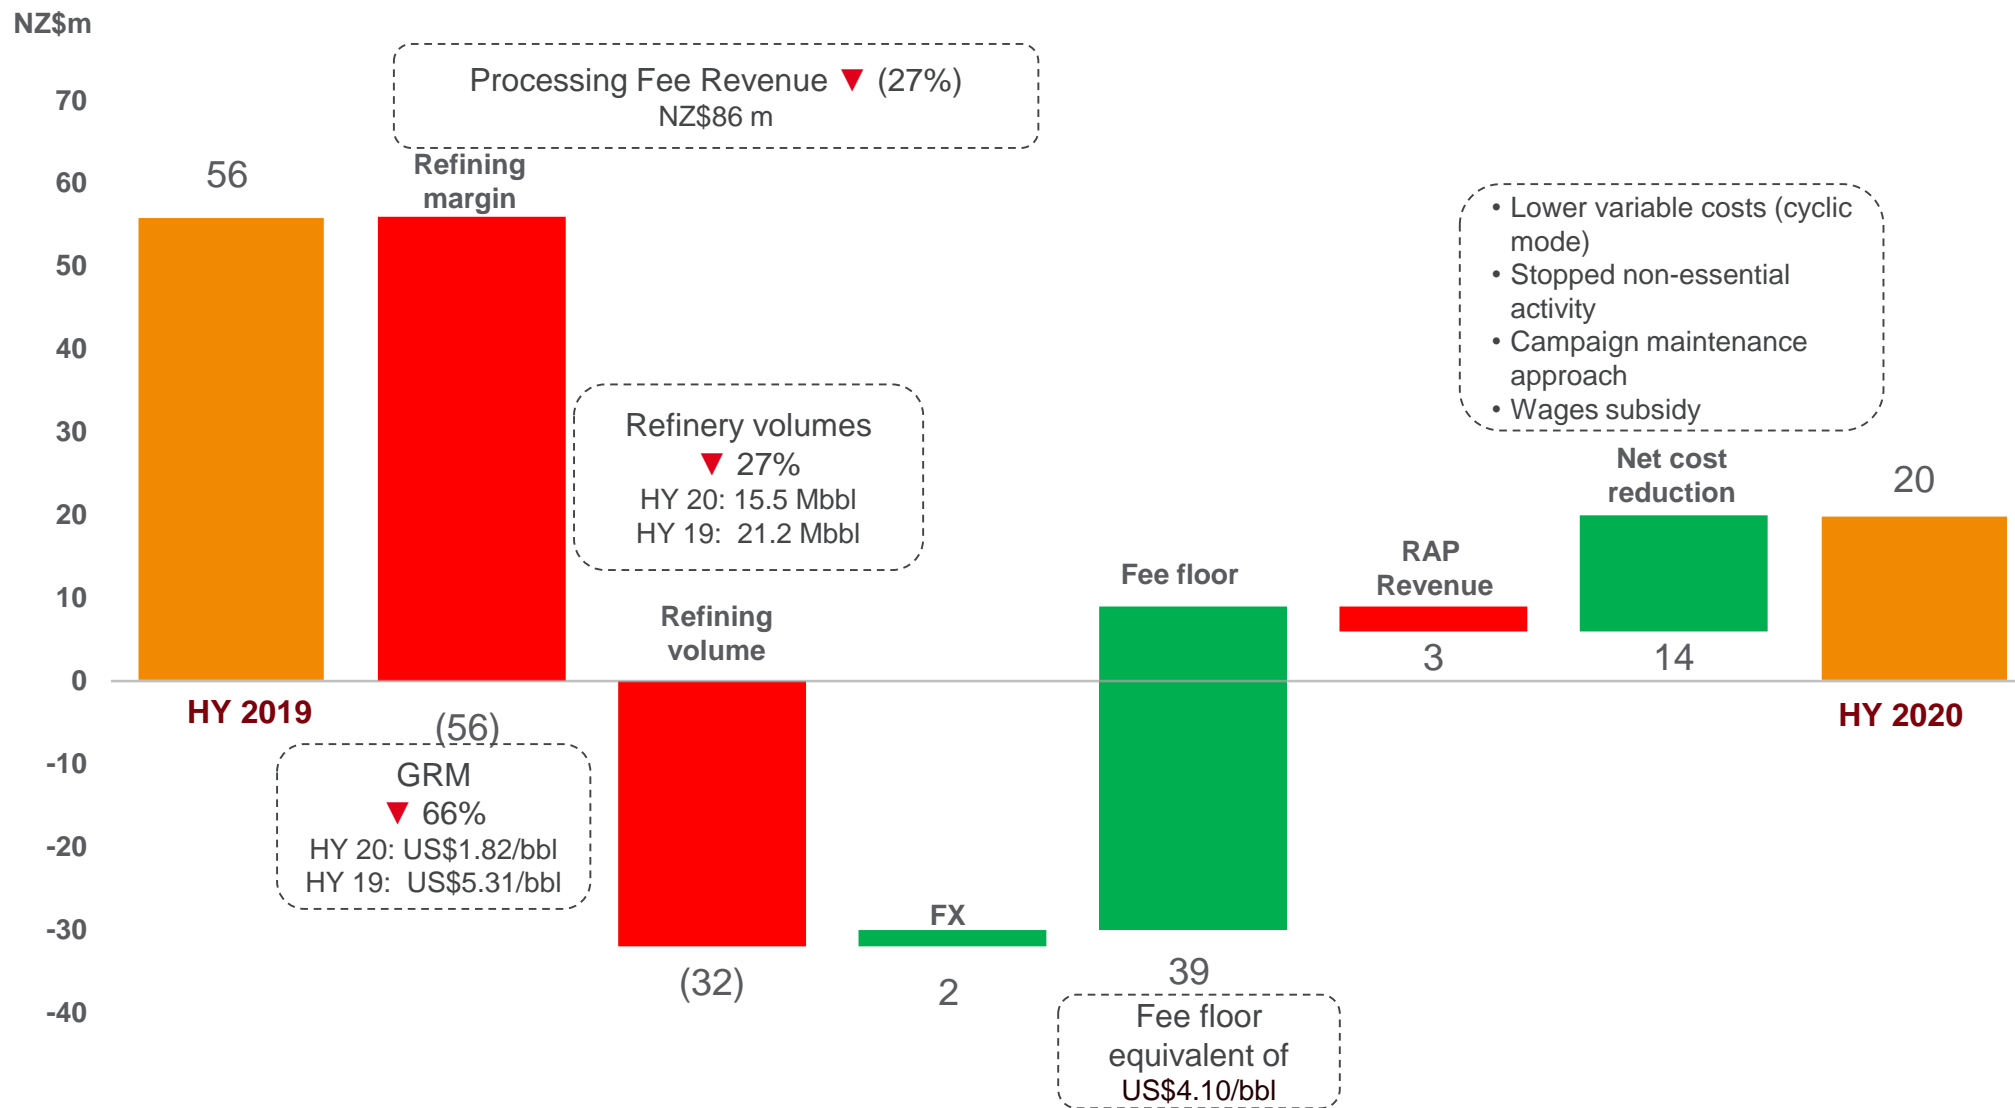 NZ$m
Processing Fee Revenue ▼ (27%)
NZ$86 m
70
60
50
40
30
20
10
0
-10
-20
-30
-40
56
HY 2019
Refining
margin
(56)
GRM
▼ 66%
HY 20: US$1.82/bbl
HY 19: US$5.31/bbl
Refinery volumes
▼ 27%
HY 20: 15.5 Mbbl
HY 19: 21.2 Mbbl
Refining
volume
(32)
FX
2
Fee floor
39
Fee floor
equivalent of
US$4.10/bbl
RAP
Revenue
3
• Lower variable costs (cyclic
mode)
• Stopped non-essential
activity
• Campaign maintenance
approach
• Wages subsidy
Net cost
reduction
14
20
HY 2020